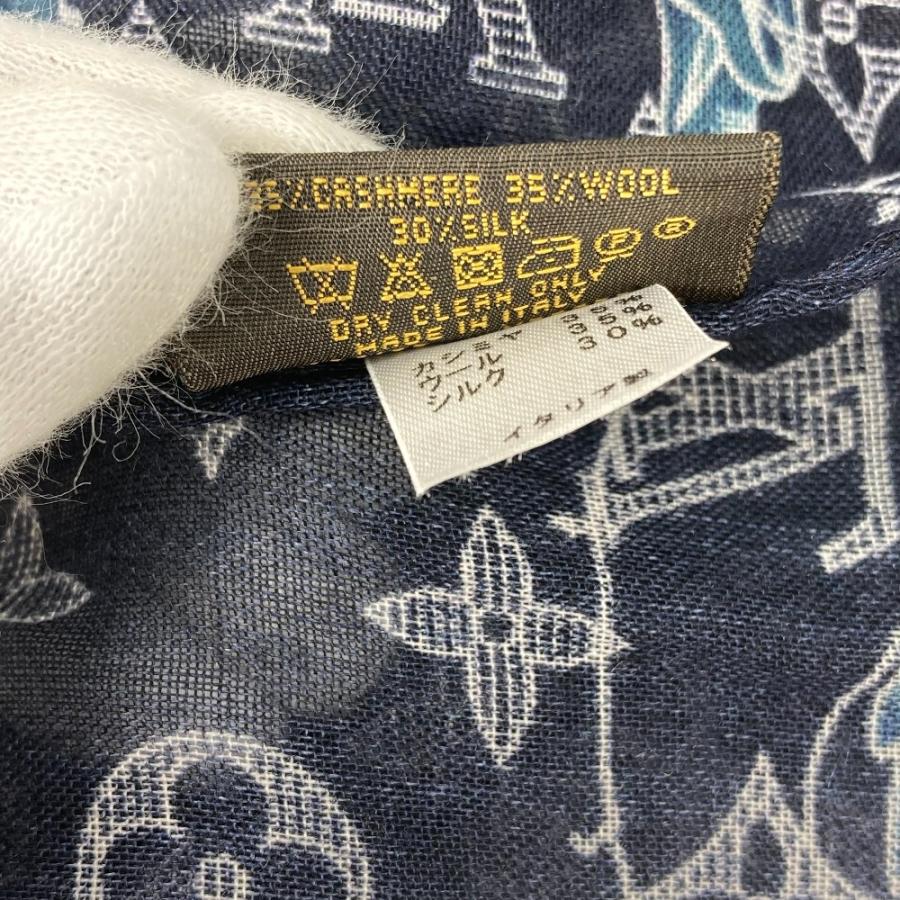 35%CASHMERE 35%WOOL
30%SILK
P ®
DRY CLEAN ONLY
MADE IN ITALY
カシミヤ 35%
ウール 35%
シルク 30%
イタリア製